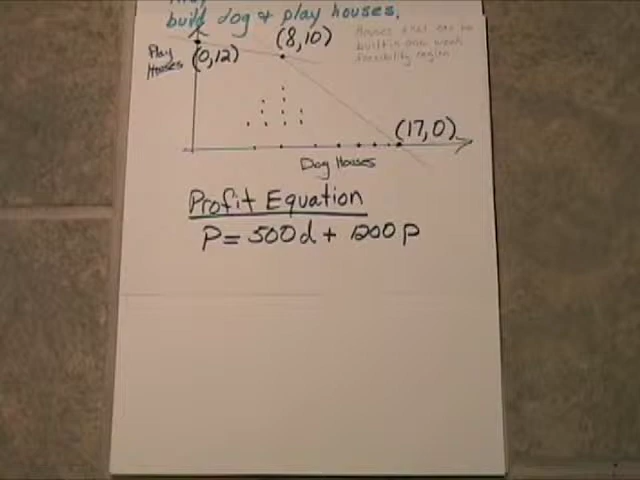 build dog & play houses.
Play
Houses
(0,12)
(8,10)
Houses that can be
built in one week
feasibility region
(17,0)
Dog Houses
Profit Equation
P = 500d + 1200p